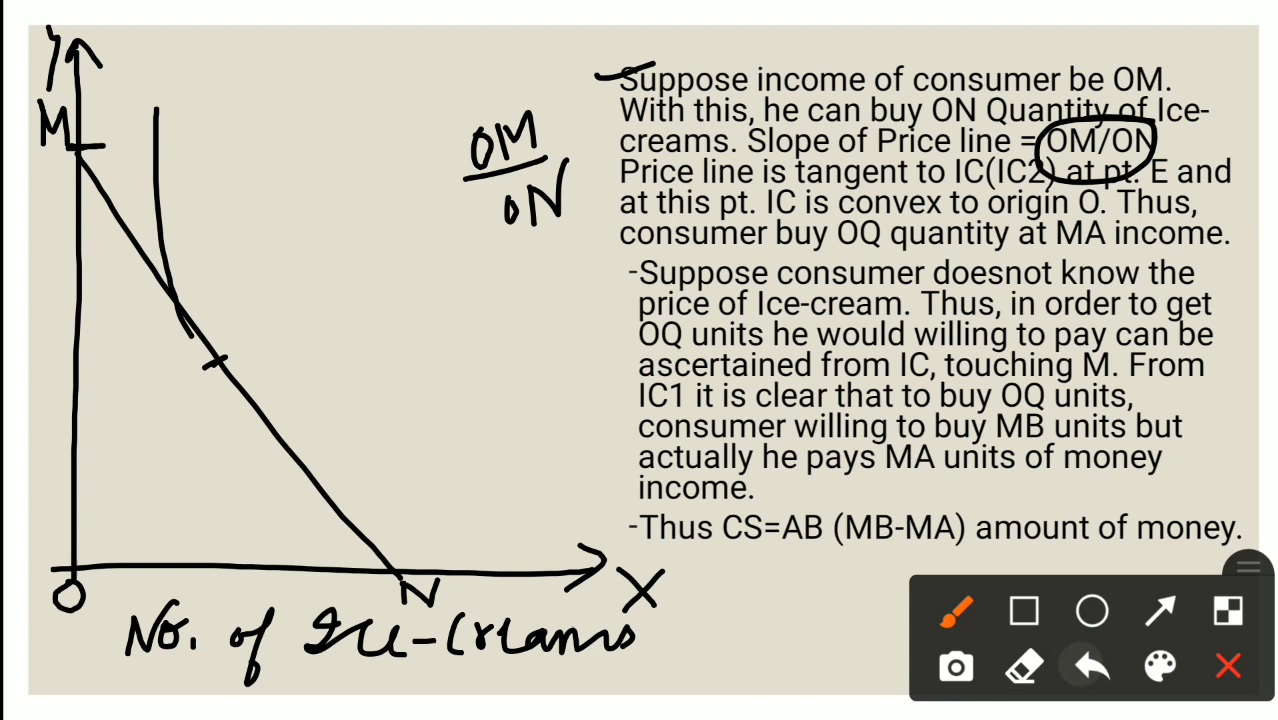 Y
M
OM
ON
O
N
X
No. of Ice-Creams
Suppose income of consumer be OM.
With this, he can buy ON Quantity of Ice-
creams. Slope of Price line = OM/ON
Price line is tangent to IC(IC2) at pt. E and
at this pt. IC is convex to origin O. Thus,
consumer buy OQ quantity at MA income.
-Suppose consumer doesnot know the
price of Ice-cream. Thus, in order to get
OQ units he would willing to pay can be
ascertained from IC, touching M. From
IC1 it is clear that to buy OQ units,
consumer willing to buy MB units but
actually he pays MA units of money
income.
-Thus CS=AB (MB-MA) amount of money.